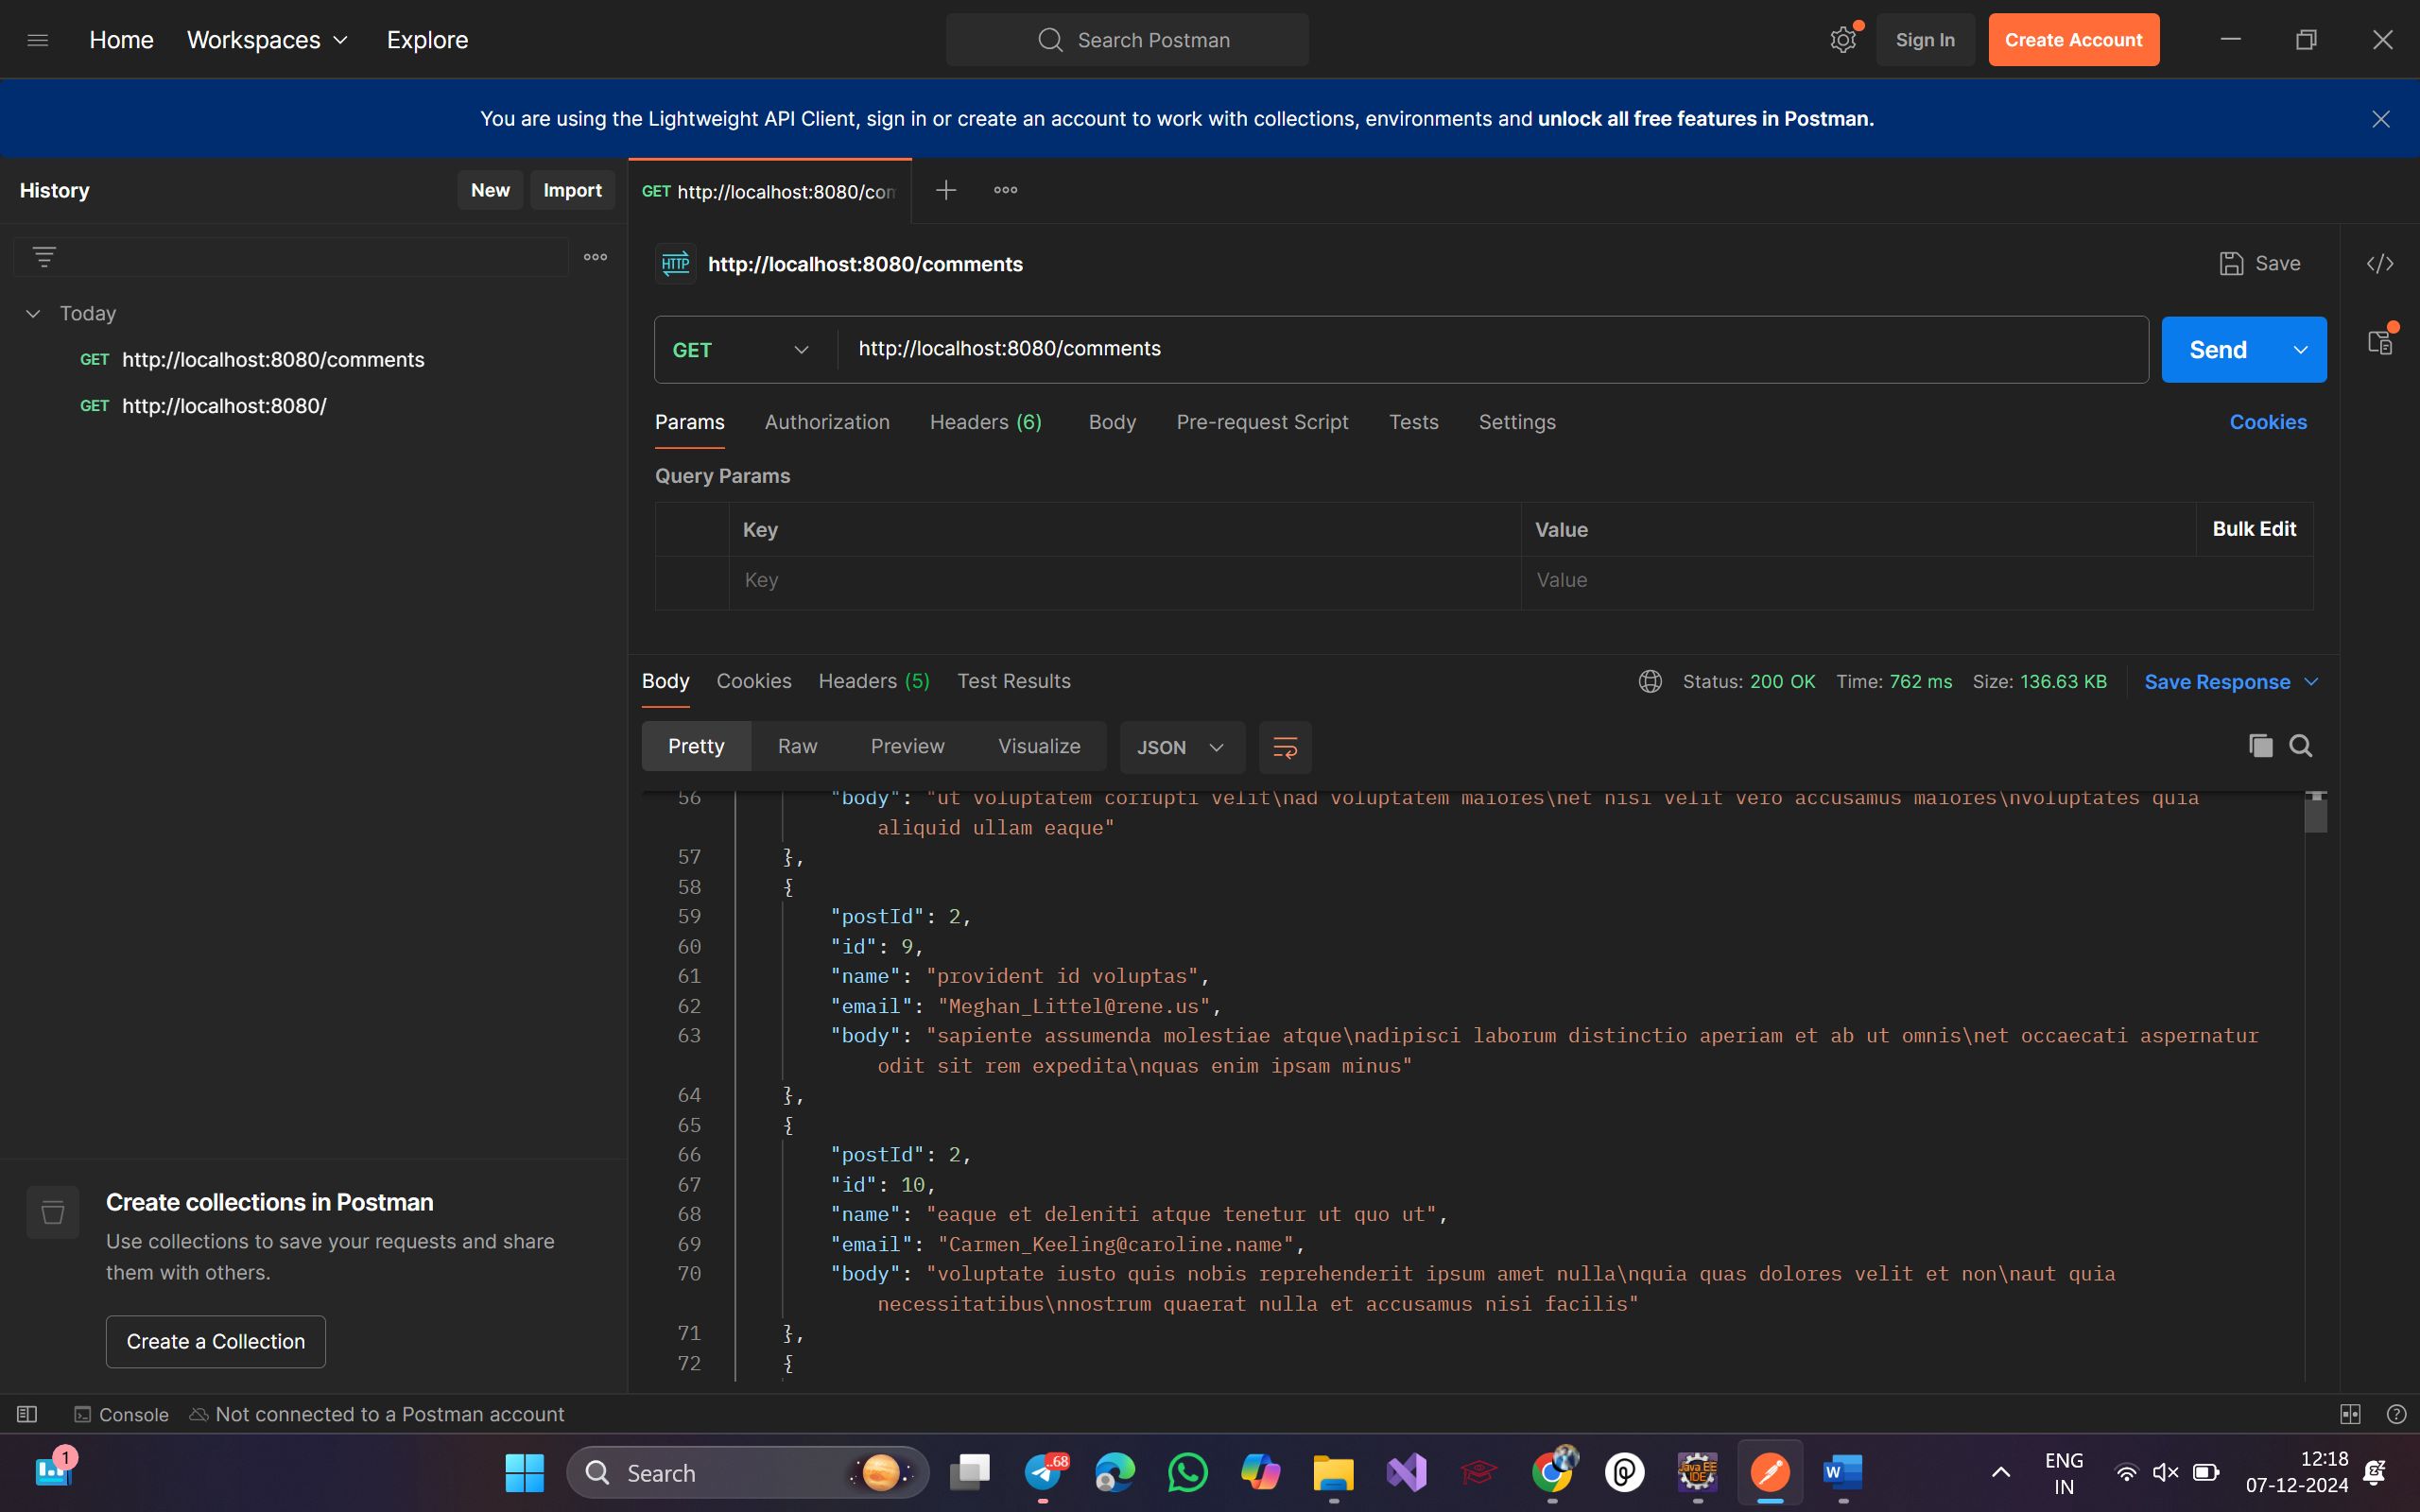 Home Workspaces Explore
Search Postman
Sign In Create Account
You are using the Lightweight API Client, sign in or create an account to work with collections, environments and unlock all free features in Postman.
History New Import
GET http://localhost:8080/com
HTTP http://localhost:8080/comments
Save
Today
GET http://localhost:8080/comments
GET http://localhost:8080/
GET http://localhost:8080/comments
Send
Params Authorization Headers (6) Body Pre-request Script Tests Settings Cookies
Query Params
Key Value Bulk Edit
Key Value
Body Cookies Headers (5) Test Results Status: 200 OK Time: 762 ms Size: 136.63 KB Save Response
Pretty Raw Preview Visualize JSON
56 "body": "ut voluptatem corrupti velit\nad voluptatem maiores\net nisi velit vero accusamus maiores\nvoluptates quia
aliquid ullam eaque"
57 },
58 {
59 "postId": 2,
60 "id": 9,
61 "name": "provident id voluptas",
62 "email": "Meghan_Littel@rene.us",
63 "body": "sapiente assumenda molestiae atque\nadipisci laborum distinctio aperiam et ab ut omnis\net occaecati aspernatur
odit sit rem expedita\nquas enim ipsam minus"
64 },
65 {
66 "postId": 2,
67 "id": 10,
68 "name": "eaque et deleniti atque tenetur ut quo ut",
69 "email": "Carmen_Keeling@caroline.name",
70 "body": "voluptate iusto quis nobis reprehenderit ipsum amet nulla\nquia quas dolores velit et non\naut quia
necessitatibus\nnostrum quaerat nulla et accusamus nisi facilis"
71 },
72 {
Create collections in Postman
Use collections to save your requests and share
them with others.
Create a Collection
Console Not connected to a Postman account
1
Search
..68
Java EE
IDE
W
ENG
IN
12:18
07-12-2024